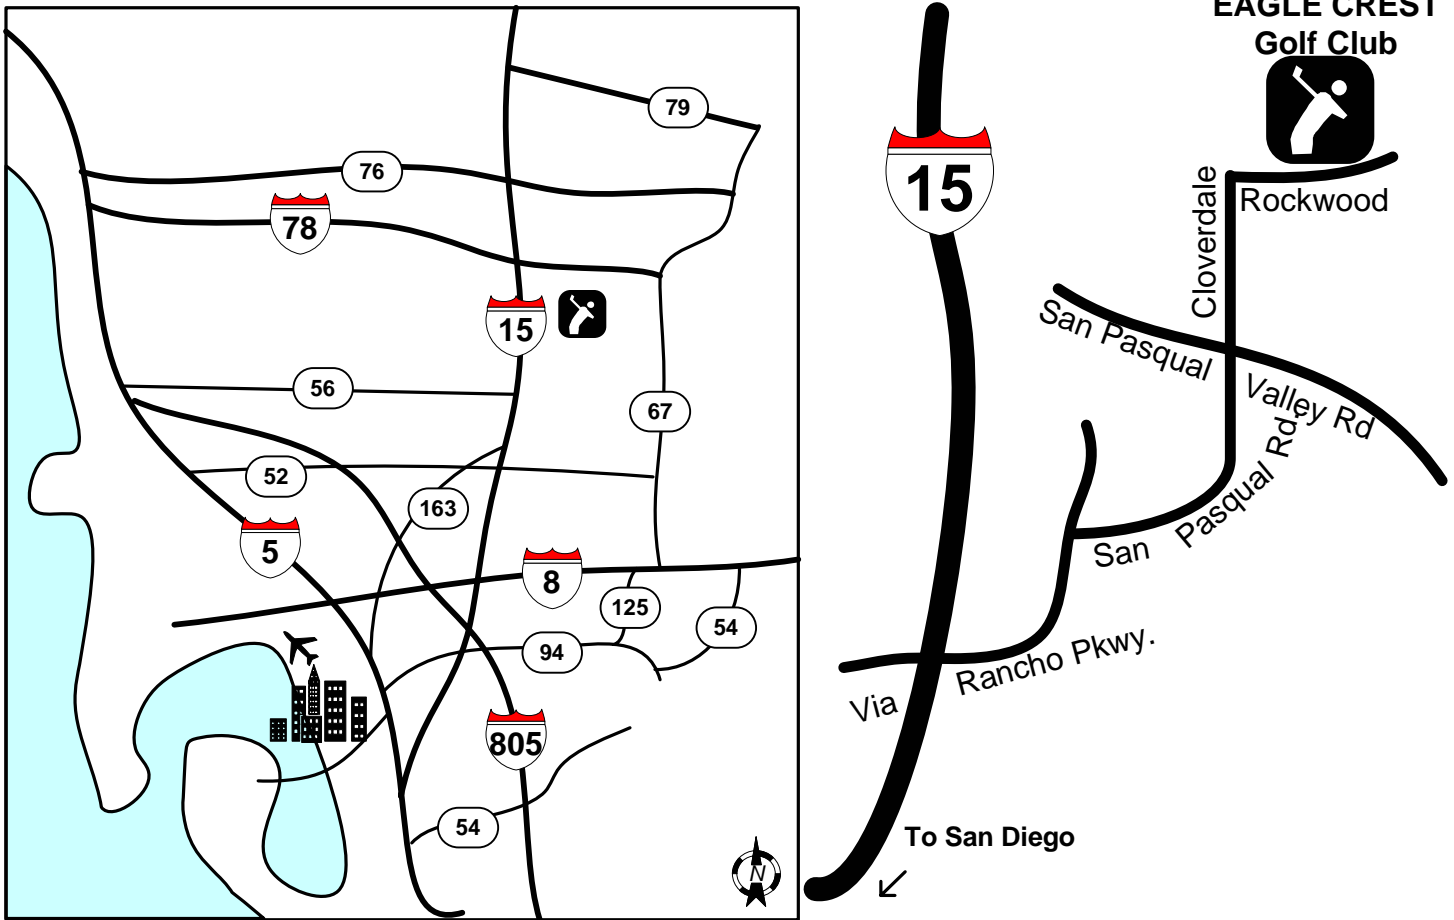 EAGLE CREST
Golf Club
79
76
78
15
56
67
52
163
5
8
125
54
94
805
54
N
15
Cloverdale
Rockwood
San Pasqual Valley Rd
San Pasqual Rd.
Via Rancho Pkwy.
To San Diego